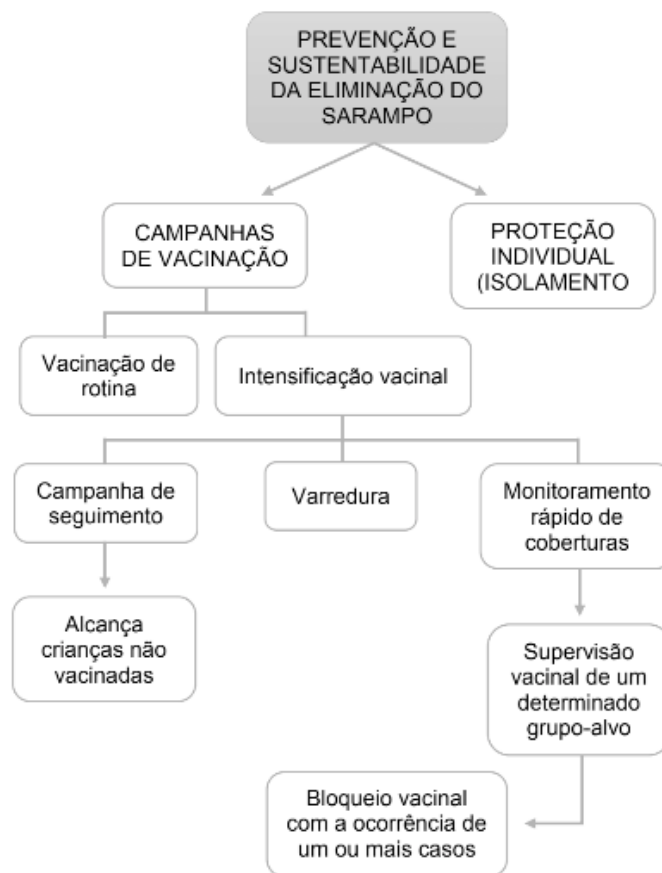 PREVENÇÃO E
SUSTENTABILIDADE
DA ELIMINAÇÃO DO
SARAMPO
CAMPANHAS
DE VACINAÇÃO
PROTEÇÃO
INDIVIDUAL
(ISOLAMENTO
Vacinação de
rotina
Intensificação vacinal
Campanha de
seguimento
Varredura
Monitoramento
rápido de
coberturas
Alcança
crianças não
vacinadas
Supervisão
vacinal de um
determinado
grupo-alvo
Bloqueio vacinal
com a ocorrência de
um ou mais casos